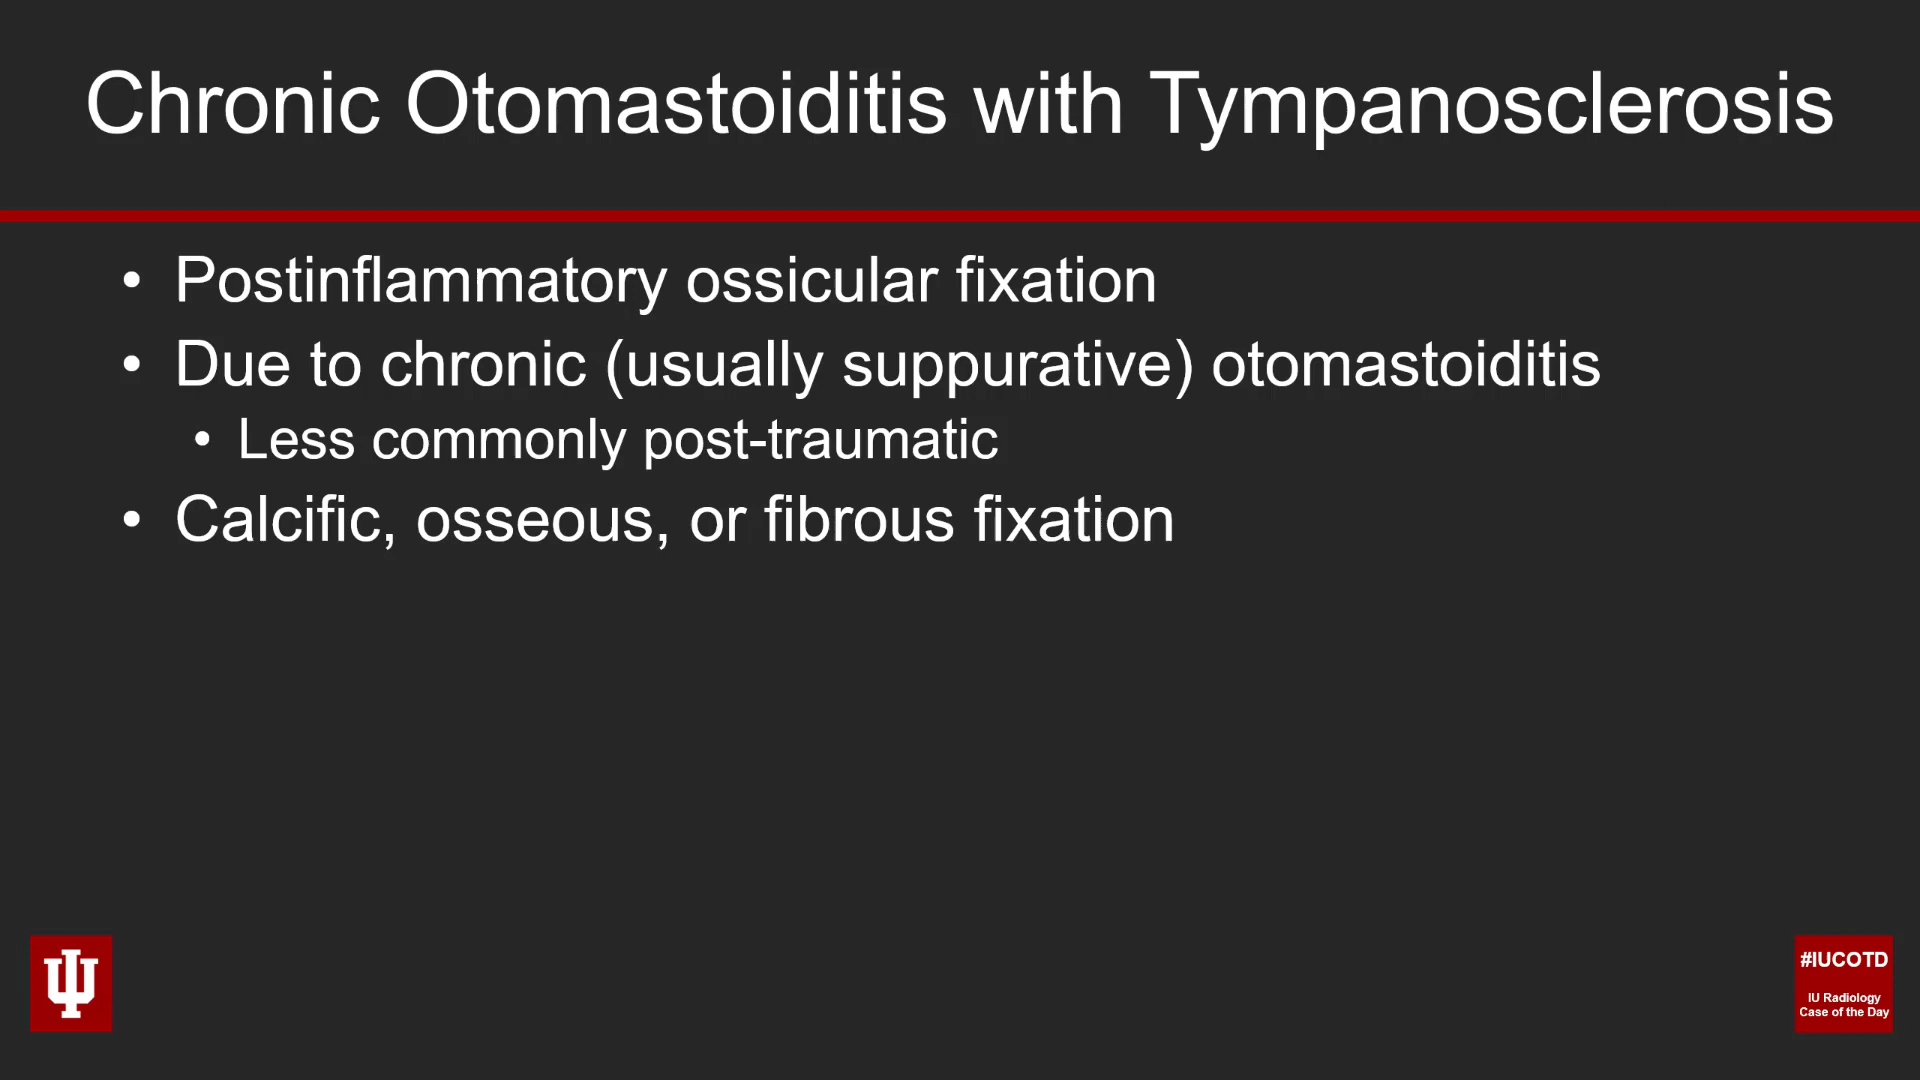 Chronic Otomastoiditis with Tympanosclerosis
• Postinflammatory ossicular fixation
• Due to chronic (usually suppurative) otomastoiditis
• Less commonly post-traumatic
• Calcific, osseous, or fibrous fixation
#IUCOTD
IU Radiology
Case of the Day